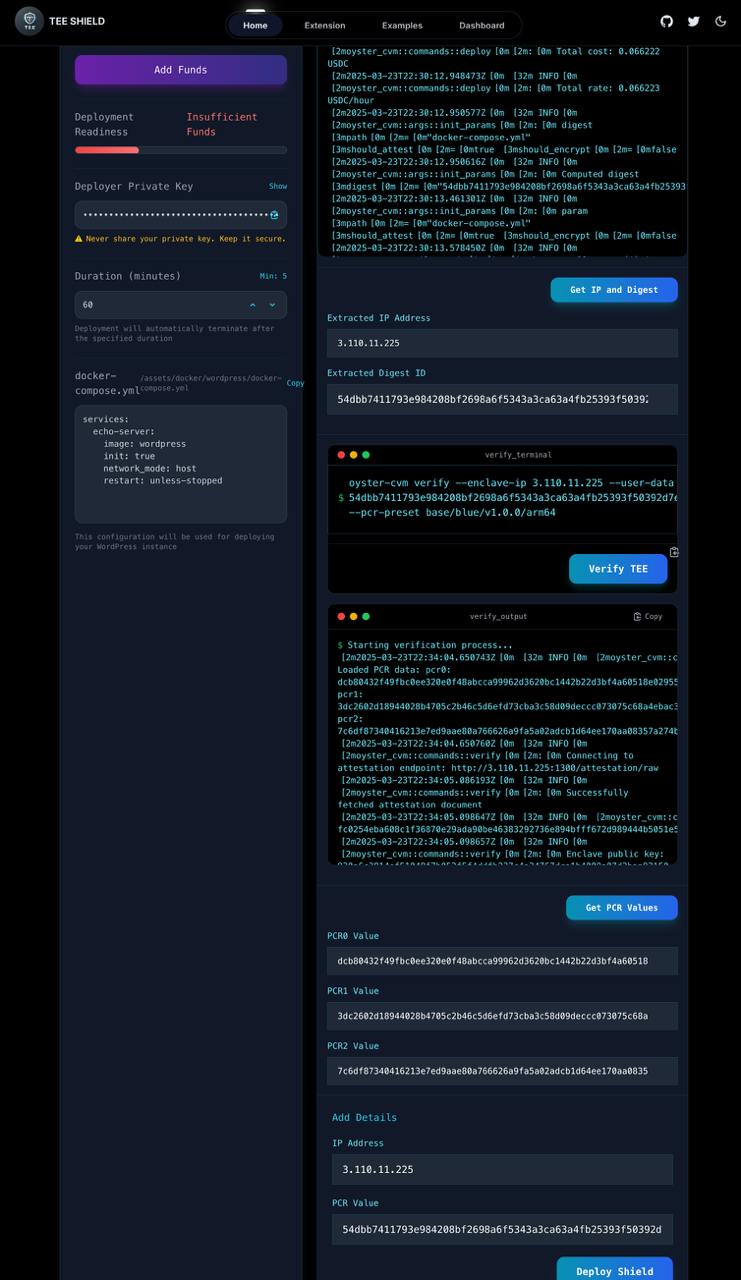 TEE SHIELD
Home
Extension
Examples
Dashboard
Add Funds
Deployment Readiness
Insufficient Funds
Deployer Private Key
Show
••••••••••••••••••••••••••••••••••••
⚠ Never share your private key. Keep it secure.
Duration (minutes)
Min: 5
60
Deployment will automatically terminate after
the specified duration
docker-
compose.yml
/assets/docker/wordpress/docker-
compose.yml
Copy
services:
echo-server:
image: wordpress
init: true
network_mode: host
restart: unless-stopped
This configuration will be used for deploying
your WordPress instance
[2moyster_cvm::commands::deploy[0m[2m:[0m Total cost: 0.066222
USDC
[2m2025-03-23T22:30:12.948473Z[0m [32m INFO[0m
[2moyster_cvm::commands::deploy[0m[2m:[0m Total rate: 0.066223
USDC/hour
[2m2025-03-23T22:30:12.950577Z[0m [32m INFO[0m
[2moyster_cvm::args::init_params[0m[2m:[0m digest
[3mpath[0m[2m=[0m"docker-compose.yml"
[3mshould_attest[0m[2m=[0mtrue [3mshould_encrypt[0m[2m=[0mfalse
[2m2025-03-23T22:30:12.950616Z[0m [32m INFO[0m
[2moyster_cvm::args::init_params[0m[2m:[0m Computed digest
[3mdigest[0m[2m=[0m"54dbb7411793e984208bf2698a6f5343a3ca63a4fb25393
[2m2025-03-23T22:30:13.461301Z[0m [32m INFO[0m
[2moyster_cvm::args::init_params[0m[2m:[0m param
[3mpath[0m[2m=[0m"docker-compose.yml"
[3mshould_attest[0m[2m=[0mtrue [3mshould_encrypt[0m[2m=[0mfalse
[2m2025-03-23T22:30:13.578450Z[0m [32m INFO[0m
Get IP and Digest
Extracted IP Address
3.110.11.225
Extracted Digest ID
54dbb7411793e984208bf2698a6f5343a3ca63a4fb25393f50392
verify_terminal
oyster-cvm verify --enclave-ip 3.110.11.225 --user-data
$ 54dbb7411793e984208bf2698a6f5343a3ca63a4fb25393f50392d7e
--pcr-preset base/blue/v1.0.0/arm64
Verify TEE
verify_output
Copy
$ Starting verification process...
[2m2025-03-23T22:34:04.650743Z[0m [32m INFO[0m [2moyster_cvm::c
Loaded PCR data: pcr0:
dcb80432f49fbc0ee320e0f48abcca99962d3620bc1442b22d3bf4a60518e02955
pcr1:
3dc2602d18944028b4705c2b46c5d6efd73cba3c58d09deccc073075c68a4ebac3
pcr2:
7c6df87340416213e7ed9aae80a766626a9fa5a02adcb1d64ee170aa08357a274b
[2m2025-03-23T22:34:04.650760Z[0m [32m INFO[0m
[2moyster_cvm::commands::verify[0m[2m:[0m Connecting to
attestation endpoint: http://3.110.11.225:1300/attestation/raw
[2m2025-03-23T22:34:05.086193Z[0m [32m INFO[0m
[2moyster_cvm::commands::verify[0m[2m:[0m Successfully
fetched attestation document
[2m2025-03-23T22:34:05.098647Z[0m [32m INFO[0m [2moyster_cvm::c
fc0254eba608c1f36870e29ada90be46383292736e894bfff672d989444b5051e5
[2m2025-03-23T22:34:05.098657Z[0m [32m INFO[0m
[2moyster_cvm::commands::verify[0m[2m:[0m Enclave public key:
Get PCR Values
PCR0 Value
dcb80432f49fbc0ee320e0f48abcca99962d3620bc1442b22d3bf4a60518
PCR1 Value
3dc2602d18944028b4705c2b46c5d6efd73cba3c58d09deccc073075c68a
PCR2 Value
7c6df87340416213e7ed9aae80a766626a9fa5a02adcb1d64ee170aa0835
Add Details
IP Address
3.110.11.225
PCR Value
54dbb7411793e984208bf2698a6f5343a3ca63a4fb25393f50392d
Deploy Shield